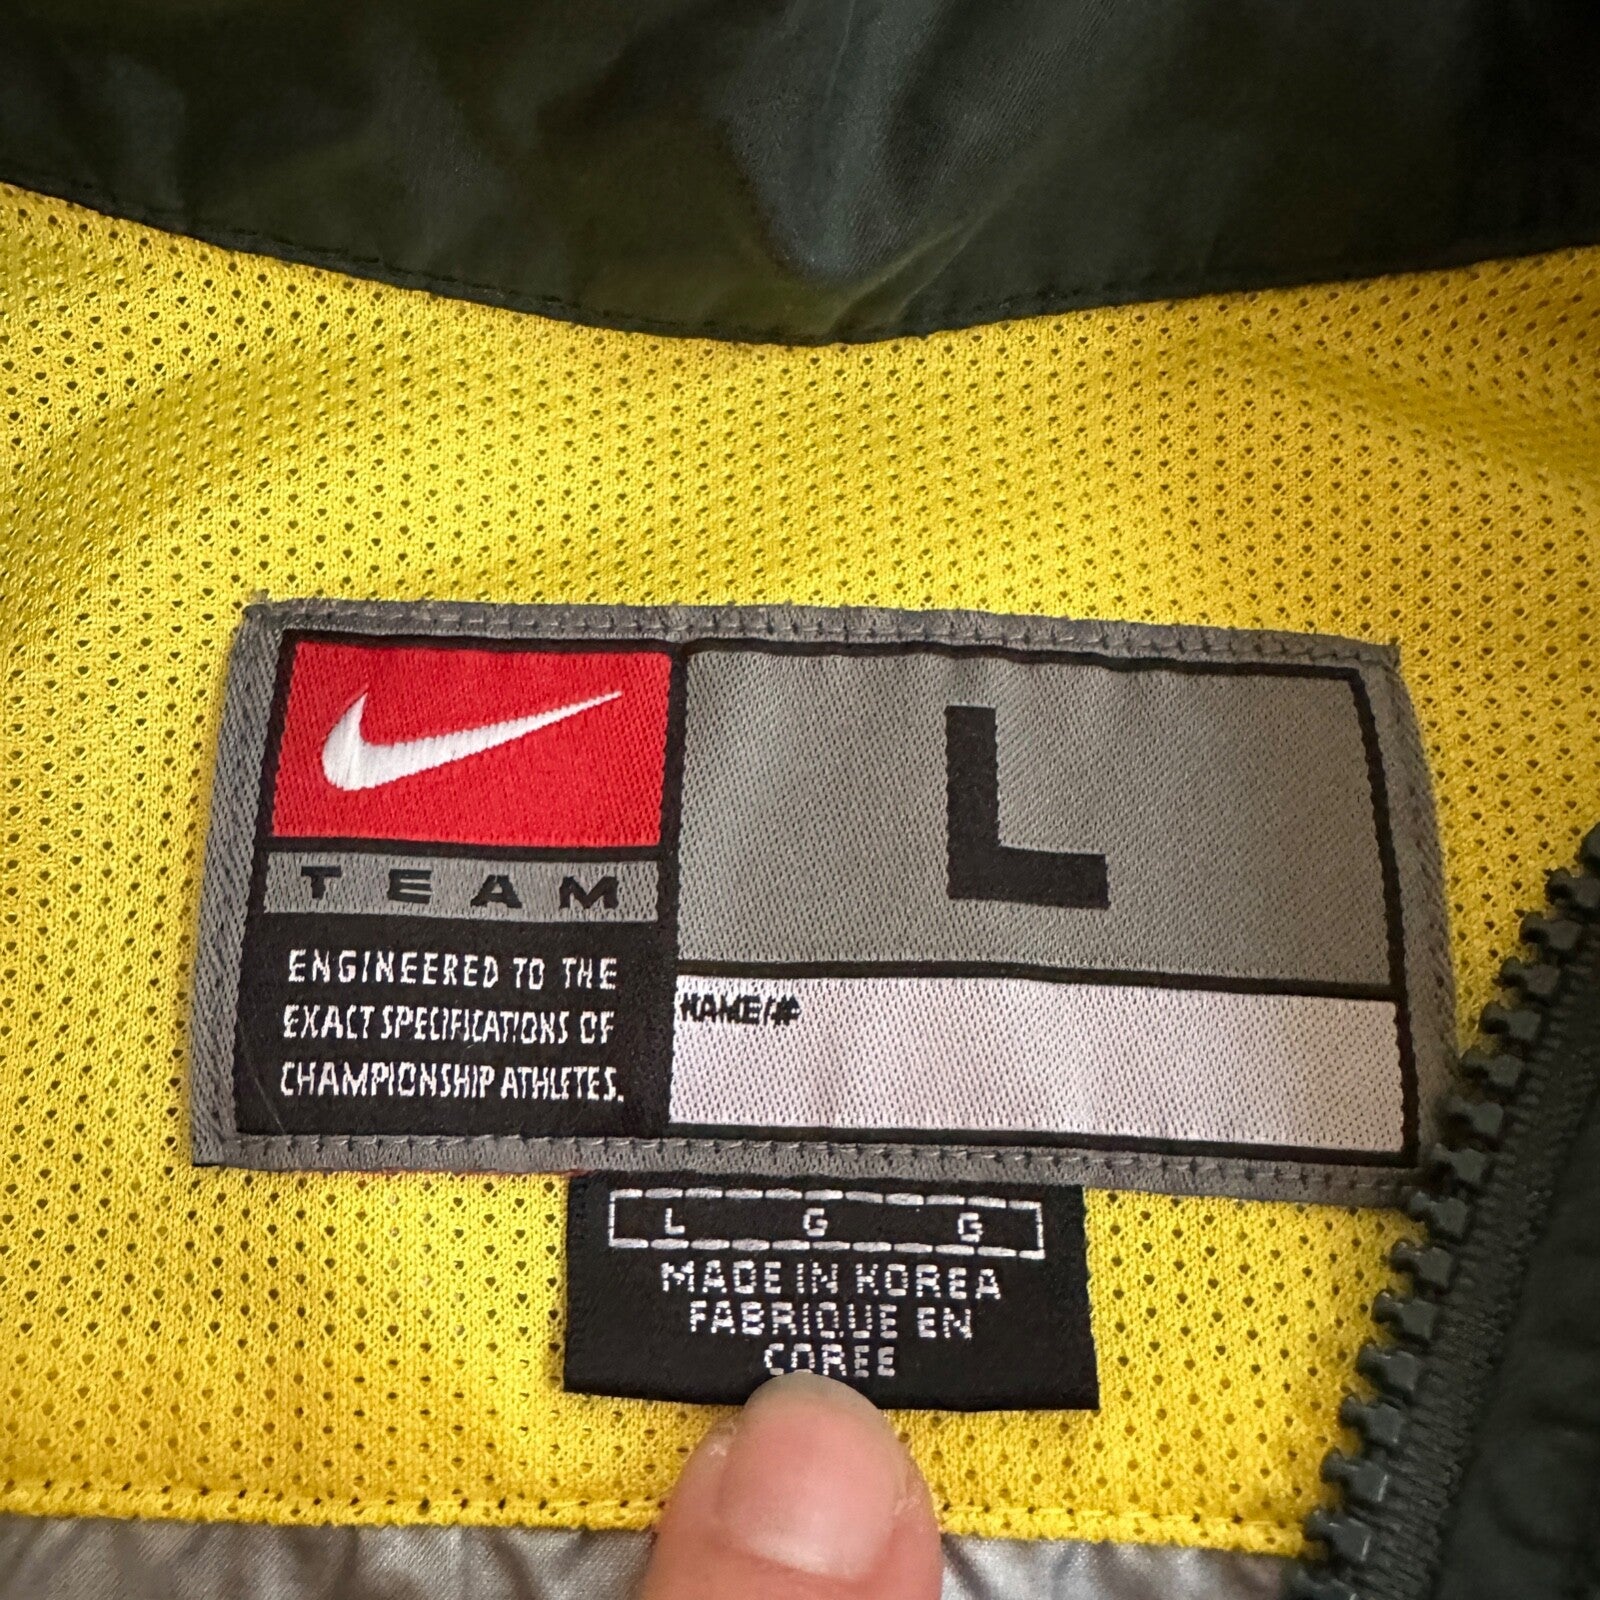 TEAM
ENGINEERED TO THE
EXACT SPECIFICATIONS OF
CHAMPIONSHIP ATHLETES.
L
NAME/#
L G G
MADE IN KOREA
FABRIQUE EN
COREE